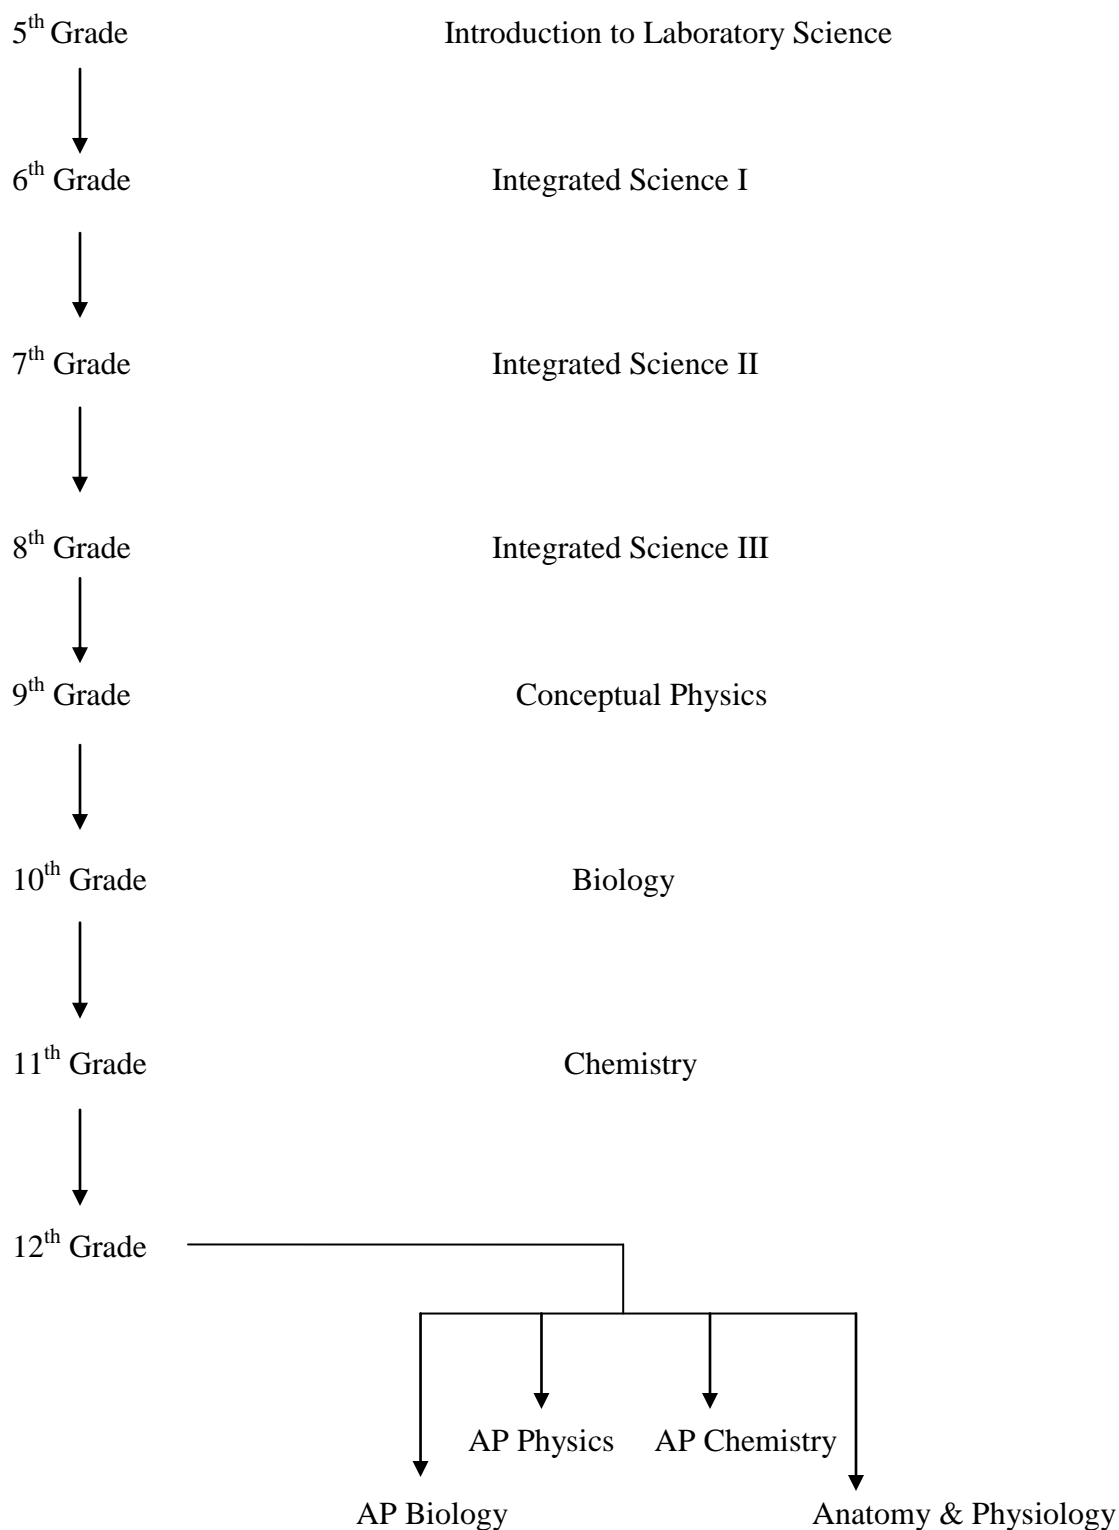 5th Grade Introduction to Laboratory Science
6th Grade Integrated Science I
7th Grade Integrated Science II
8th Grade Integrated Science III
9th Grade Conceptual Physics
10th Grade Biology
11th Grade Chemistry
12th Grade
AP Physics AP Chemistry
AP Biology Anatomy & Physiology